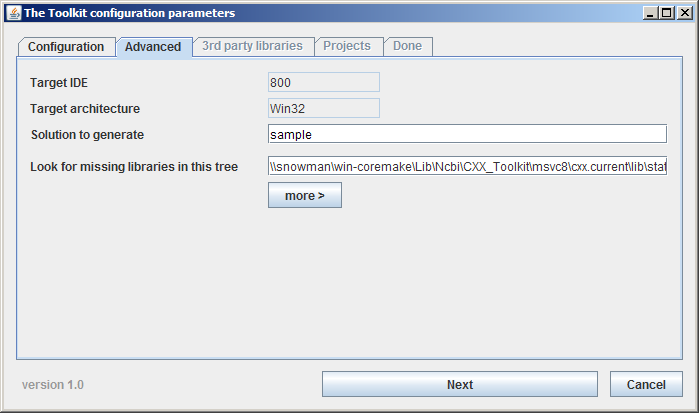 The Toolkit configuration parameters
Configuration Advanced 3rd party libraries Projects Done
Target IDE 800
Target architecture Win32
Solution to generate sample
Look for missing libraries in this tree \\snowman\win-coremake\Lib\Ncbi\CXX_Toolkit\msvc8\cxx.current\lib\stat
more >
version 1.0 Next Cancel